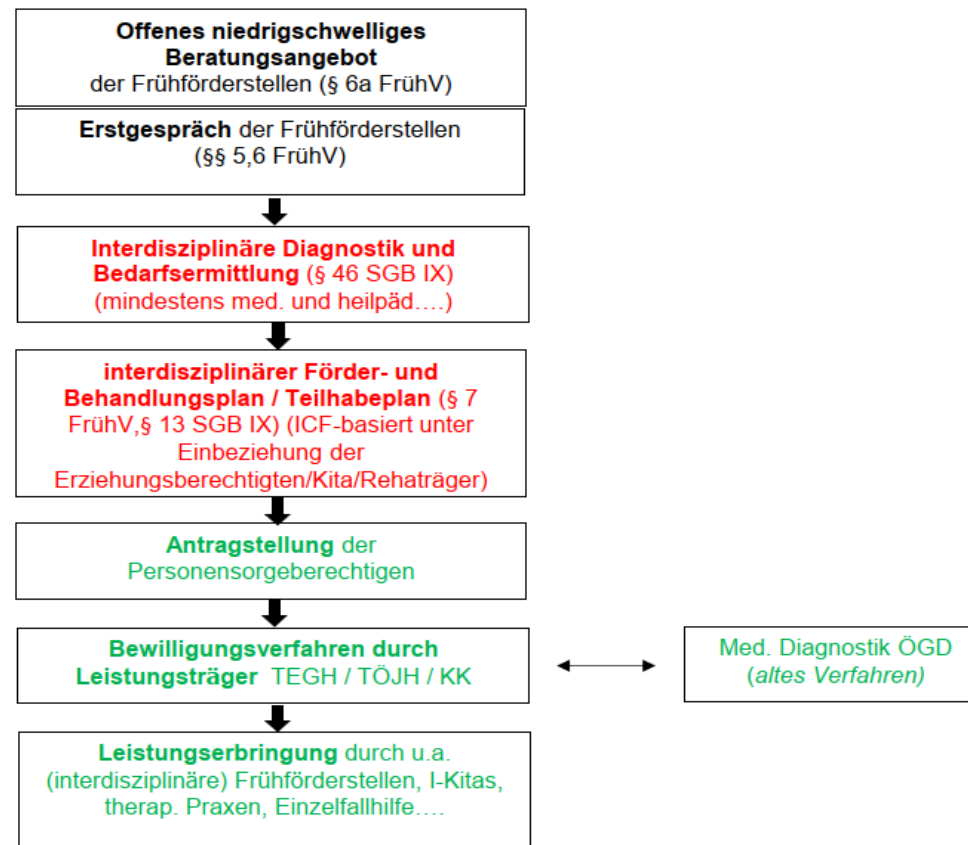 Offenes niedrigschwelliges
Beratungsangebot
der Frühförderstellen (§ 6a FrühV)
Erstgespräch der Frühförderstellen
(§§ 5,6 FrühV)
Interdisziplinäre Diagnostik und
Bedarfsermittlung (§ 46 SGB IX)
(mindestens med. und heilpäd….)
interdisziplinärer Förder- und
Behandlungsplan / Teilhabeplan (§ 7
FrühV,§ 13 SGB IX) (ICF-basiert unter
Einbeziehung der
Erziehungsberechtigten/Kita/Rehaträger)
Antragstellung der
Personensorgeberechtigen
Bewilligungsverfahren durch
Leistungsträger TEGH / TÖJH / KK
Med. Diagnostik ÖGD
(altes Verfahren)
Leistungserbringung durch u.a.
(interdisziplinäre) Frühförderstellen, I-Kitas,
therap. Praxen, Einzelfallhilfe….